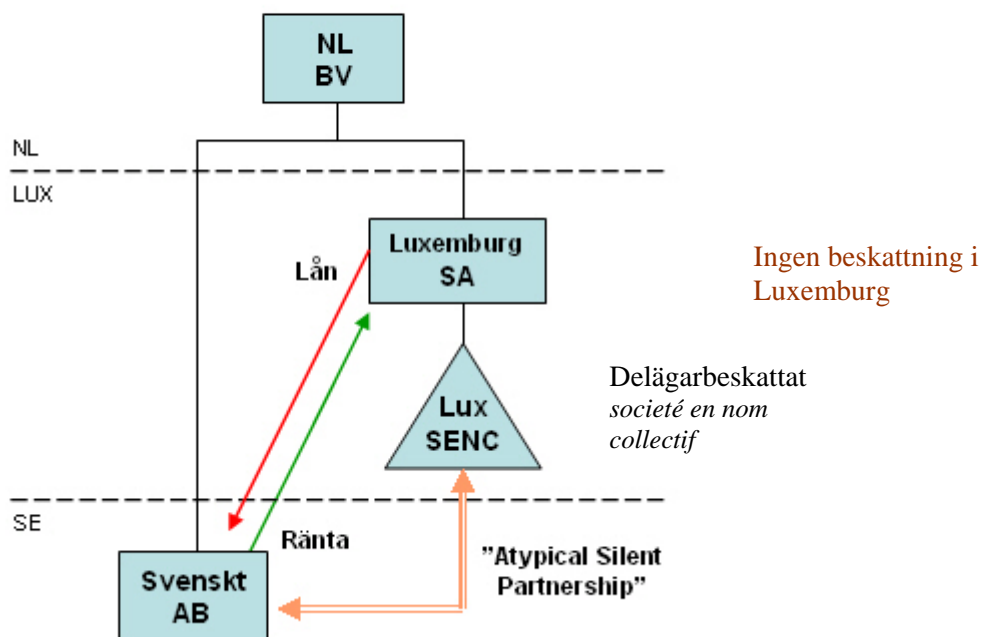 NL
BV
NL
LUX
Luxemburg
SA
Lån
Ingen beskattning i
Luxemburg
Delägarbeskattat
societé en nom
collectif
Lux
SENC
SE
Ränta
"Atypical Silent
Partnership"
Svenskt
AB